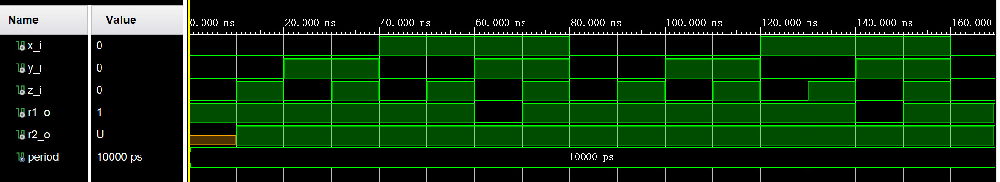 Name Value 0.000 ns 20.000 ns 40.000 ns 60.000 ns 80.000 ns 100.000 ns 120.000 ns 140.000 ns 160.000
x_i 0
y_i 0
z_i 0
r1_o 1
r2_o U
period 10000 ps 10000 ps